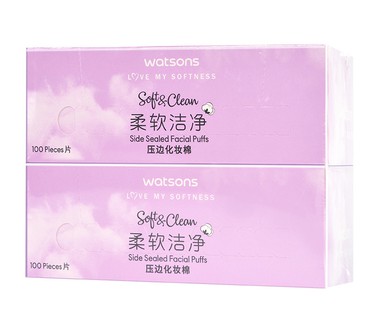 watsons
LOVE MY SOFTNESS
Soft&Clean
柔软洁净
Side Sealed Facial Puffs
压边化妆棉
100 Pieces片
watsons
LOVE MY SOFTNESS
Soft&Clean
柔软洁净
Side Sealed Facial Puffs
压边化妆棉
100 Pieces片